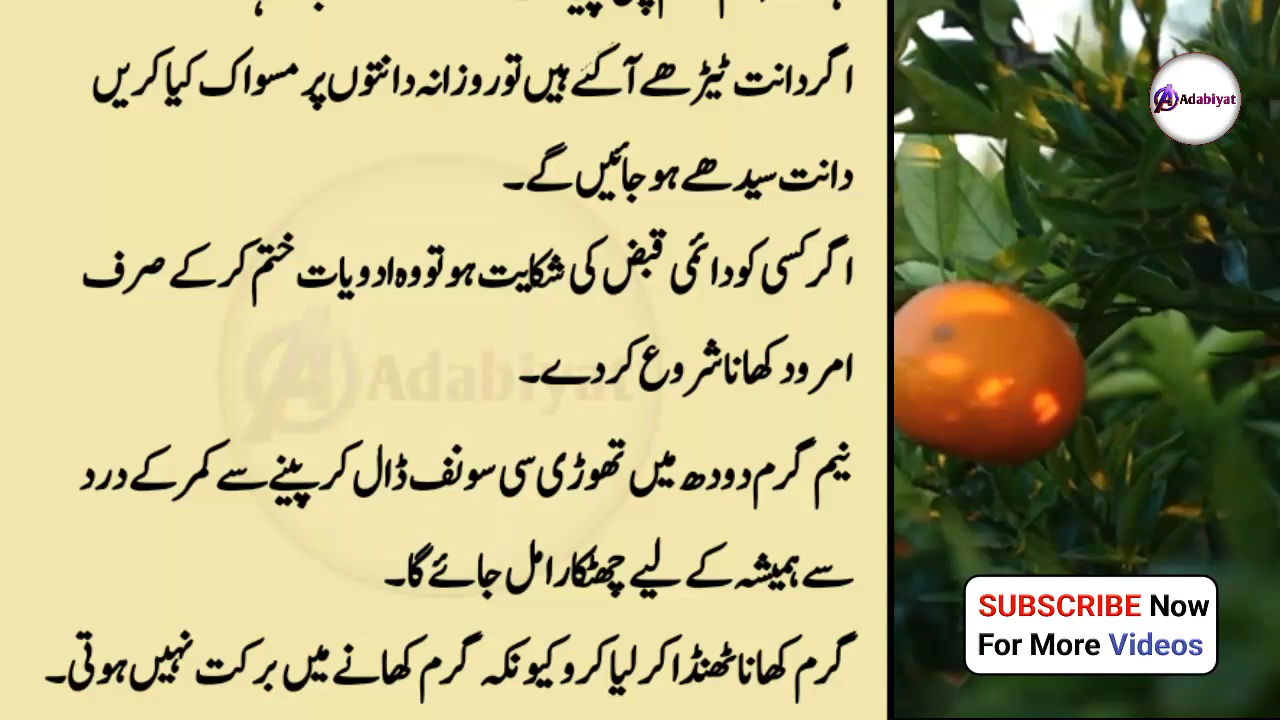 اگر دانت ٹیڑھے آ گئے ہیں تو روزانہ دانتوں پر مسواک کیا کریں
دانت سیدھے ہو جائیں گے۔
اگر کسی کو دائمی قبض کی شکایت ہو تو وہ ادویات ختم کر کے صرف
امرود کھانا شروع کر دے۔
نیم گرم دودھ میں تھوڑی سی سونف ڈال کر پینے سے کمر کے درد
سے ہمیشہ کے لیے چھٹکارا مل جائے گا۔
گرم کھانا ٹھنڈا کر لیا کرو کیونکہ گرم کھانے میں برکت نہیں ہوتی۔
Adabiyat
Adabiyat
SUBSCRIBE Now
For More Videos